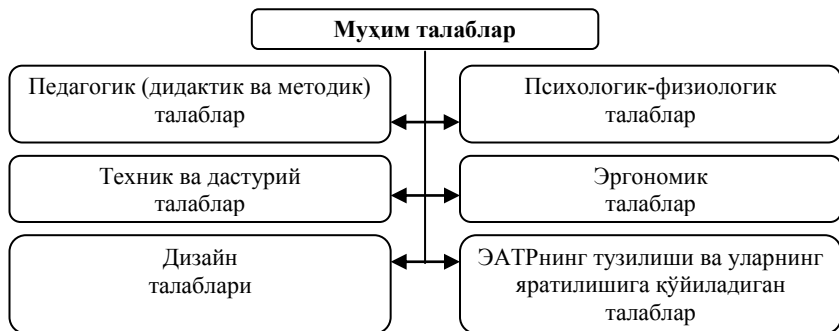 Муҳим талаблар
Педагогик (дидактик ва методик)
талаблар
Психологик-физиологик
талаблар
Техник ва дастурий
талаблар
Эргономик
талаблар
Дизайн
талаблари
ЭАТРнинг тузилиши ва уларнинг
яратилишига қўйиладиган
талаблар